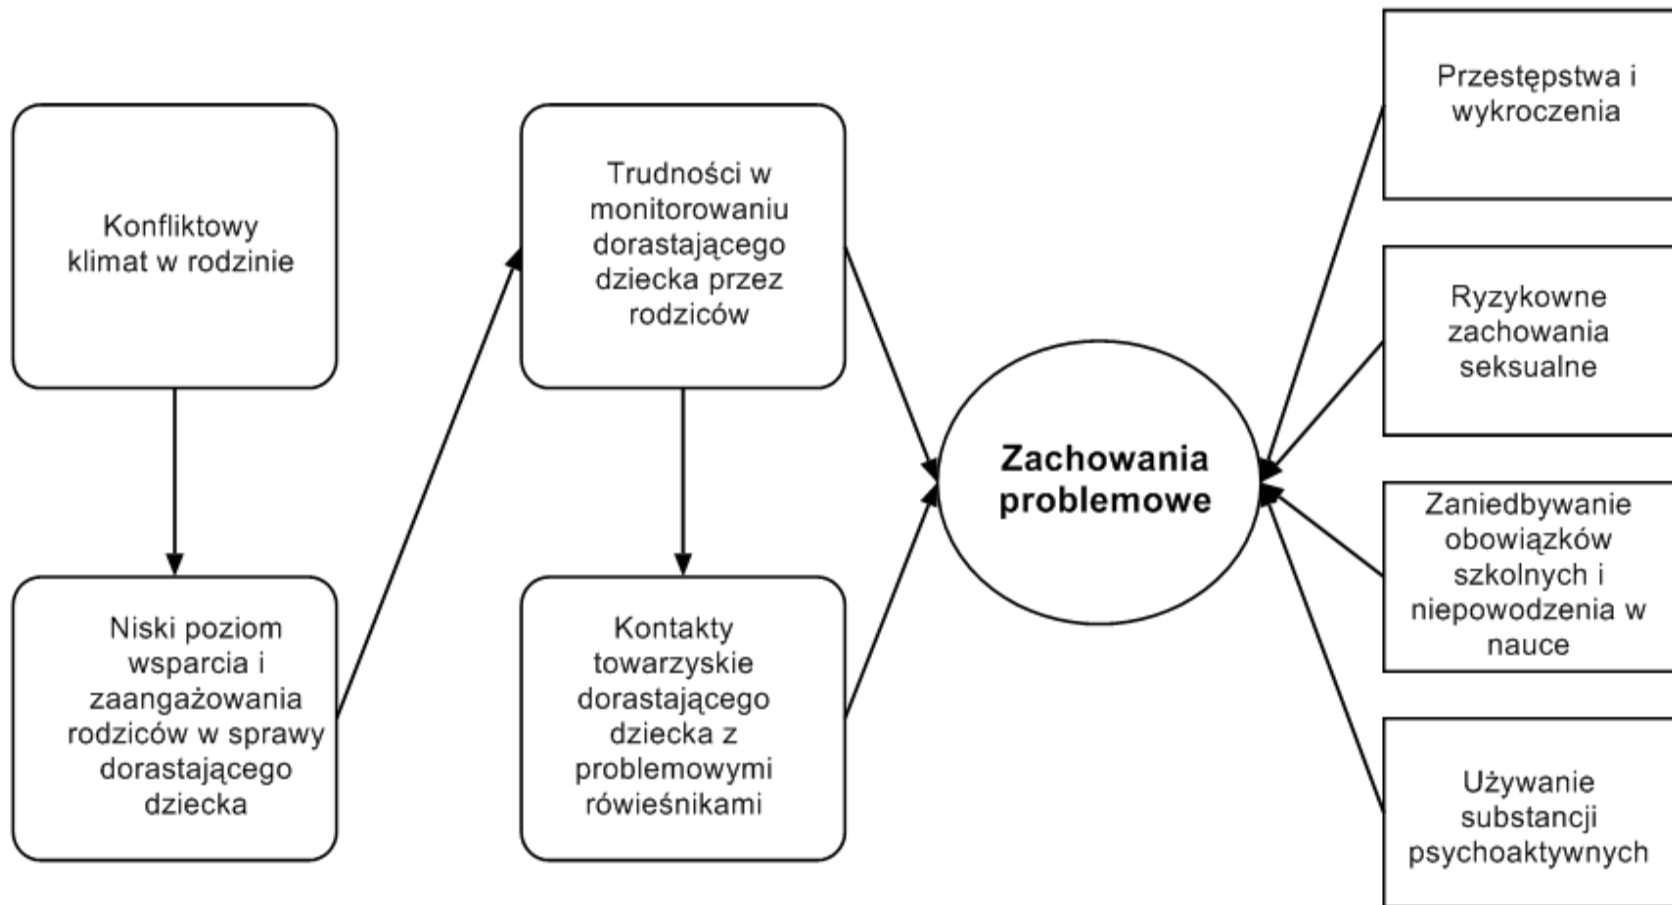 Konfliktowy
klimat w rodzinie
Niski poziom
wsparcia i
zaangażowania
rodziców w sprawy
dorastającego
dziecka
Trudności w
monitorowaniu
dorastającego
dziecka przez
rodziców
Kontakty
towarzyskie
dorastającego
dziecka z
problemowymi
rówieśnikami
Zachowania
problemowe
Przestępstwa i
wykroczenia
Ryzykowne
zachowania
seksualne
Zaniedbywanie
obowiązków
szkolnych i
niepowodzenia w
nauce
Używanie
substancji
psychoaktywnych